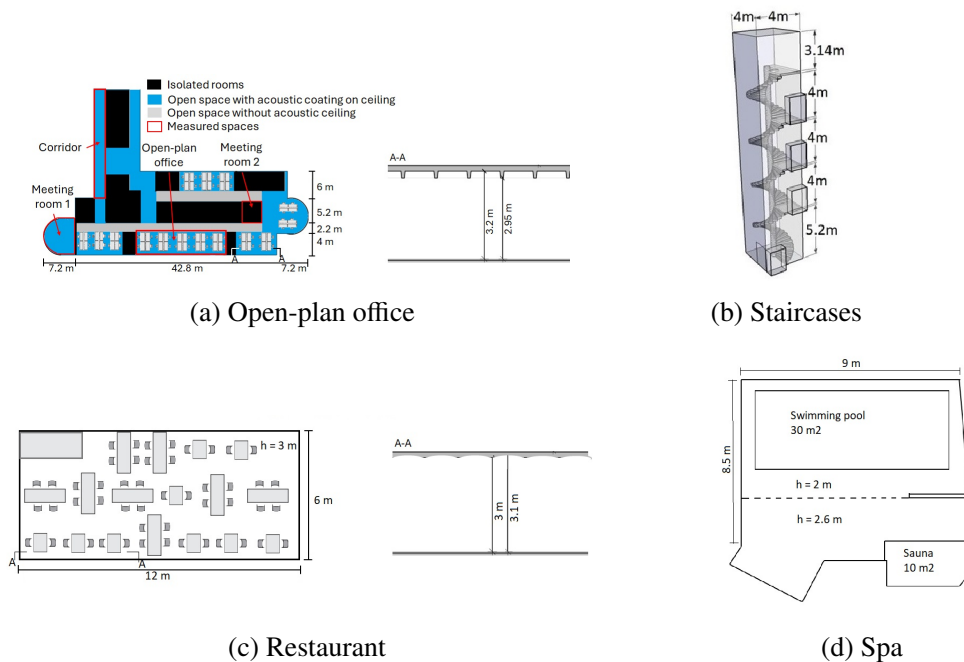 Isolated rooms
Open space with acoustic coating on ceiling
Open space without acoustic ceiling
Measured spaces
Corridor
Open-plan
office
Meeting
room 2
Meeting
room 1
6 m
5.2 m
2.2 m
4 m
A
A
7.2 m
42.8 m
7.2 m
A-A
3.2 m
2.95 m
(a) Open-plan office
4m
4m
3.14m
4m
4m
4m
5.2m
(b) Staircases
h = 3 m
6 m
A
A
12 m
A-A
3 m
3.1 m
(c) Restaurant
9 m
8.5 m
Swimming pool
30 m2
h = 2 m
h = 2.6 m
Sauna
10 m2
(d) Spa